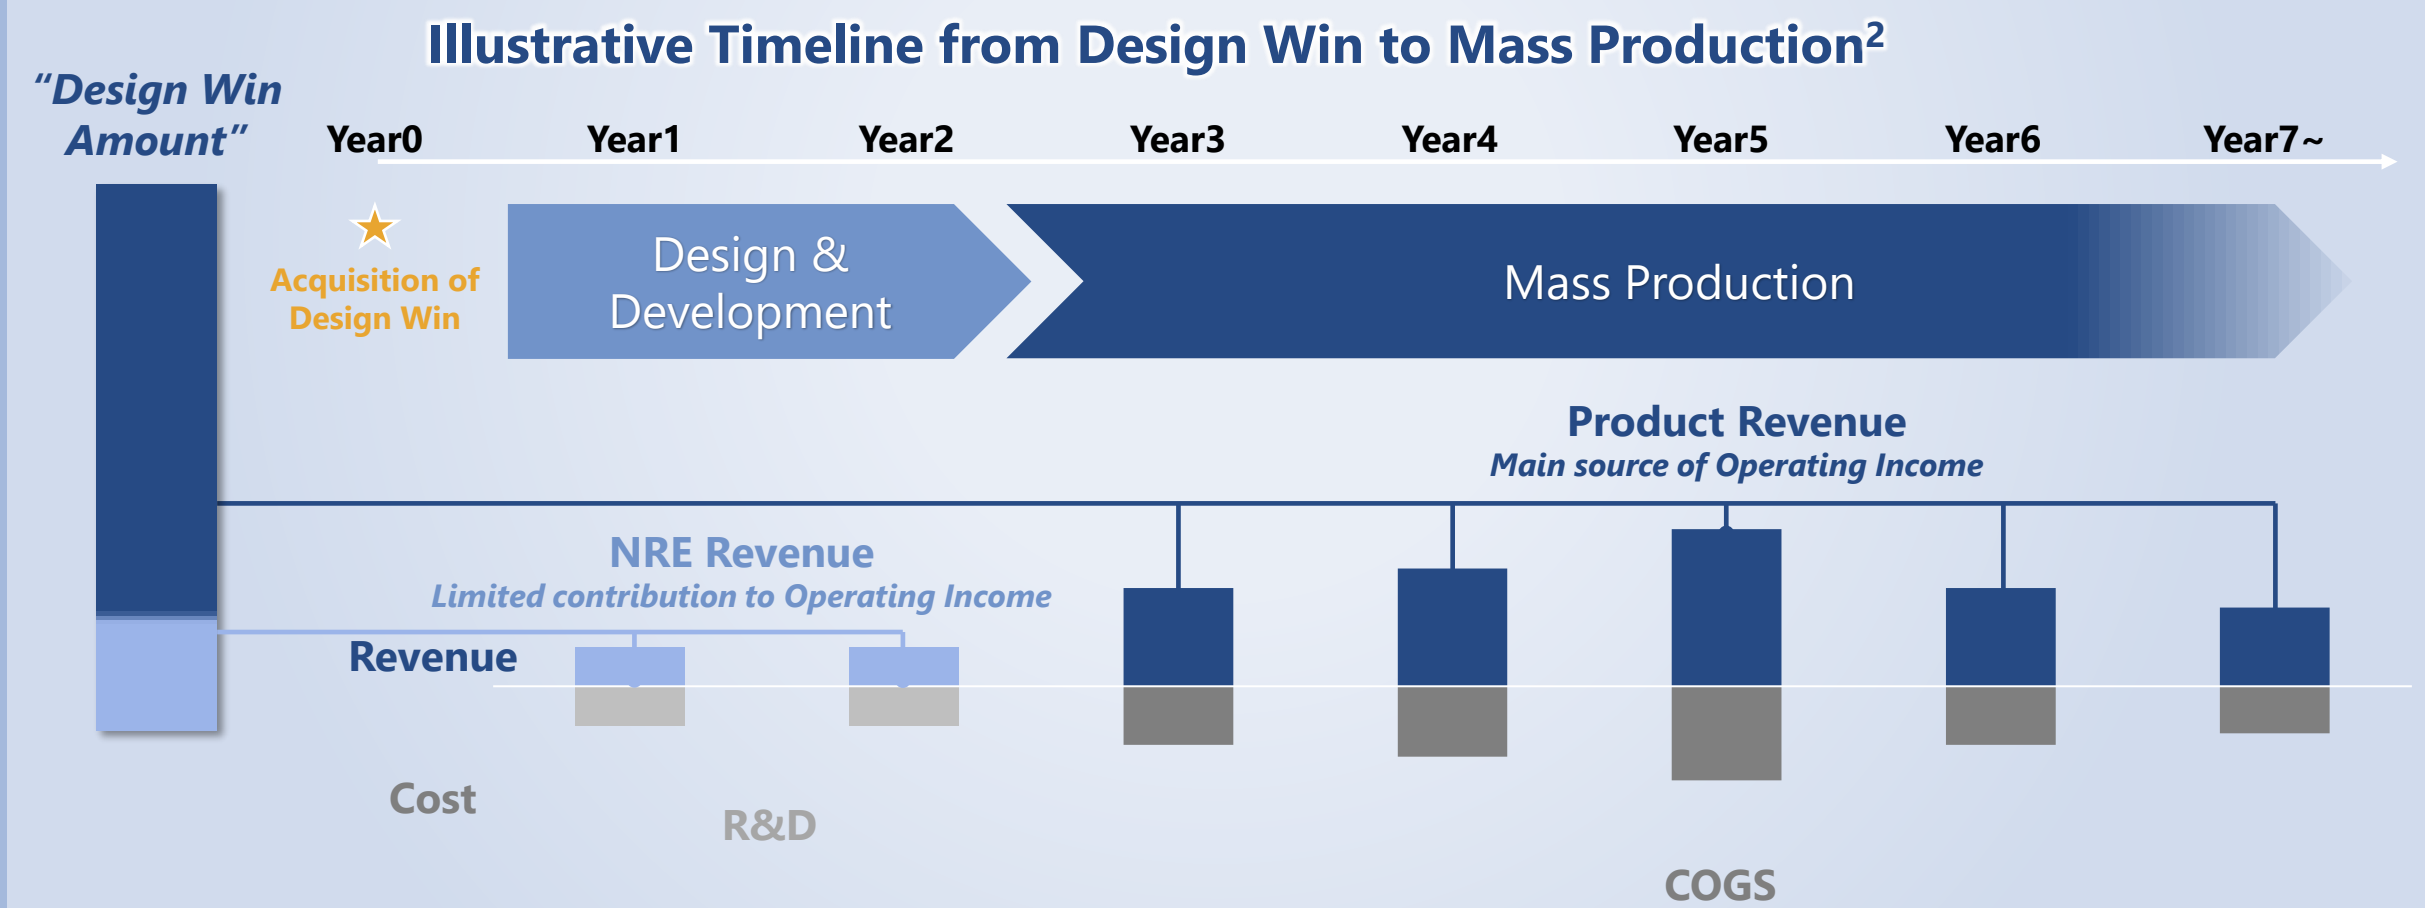 Illustrative Timeline from Design Win to Mass Production2
“Design Win
Amount”
Year0
Year1
Year2
Year3
Year4
Year5
Year6
Year7~
Acquisition of
Design Win
Design &
Development
Mass Production
Product Revenue
Main source of Operating Income
NRE Revenue
Limited contribution to Operating Income
Revenue
Cost
R&D
COGS